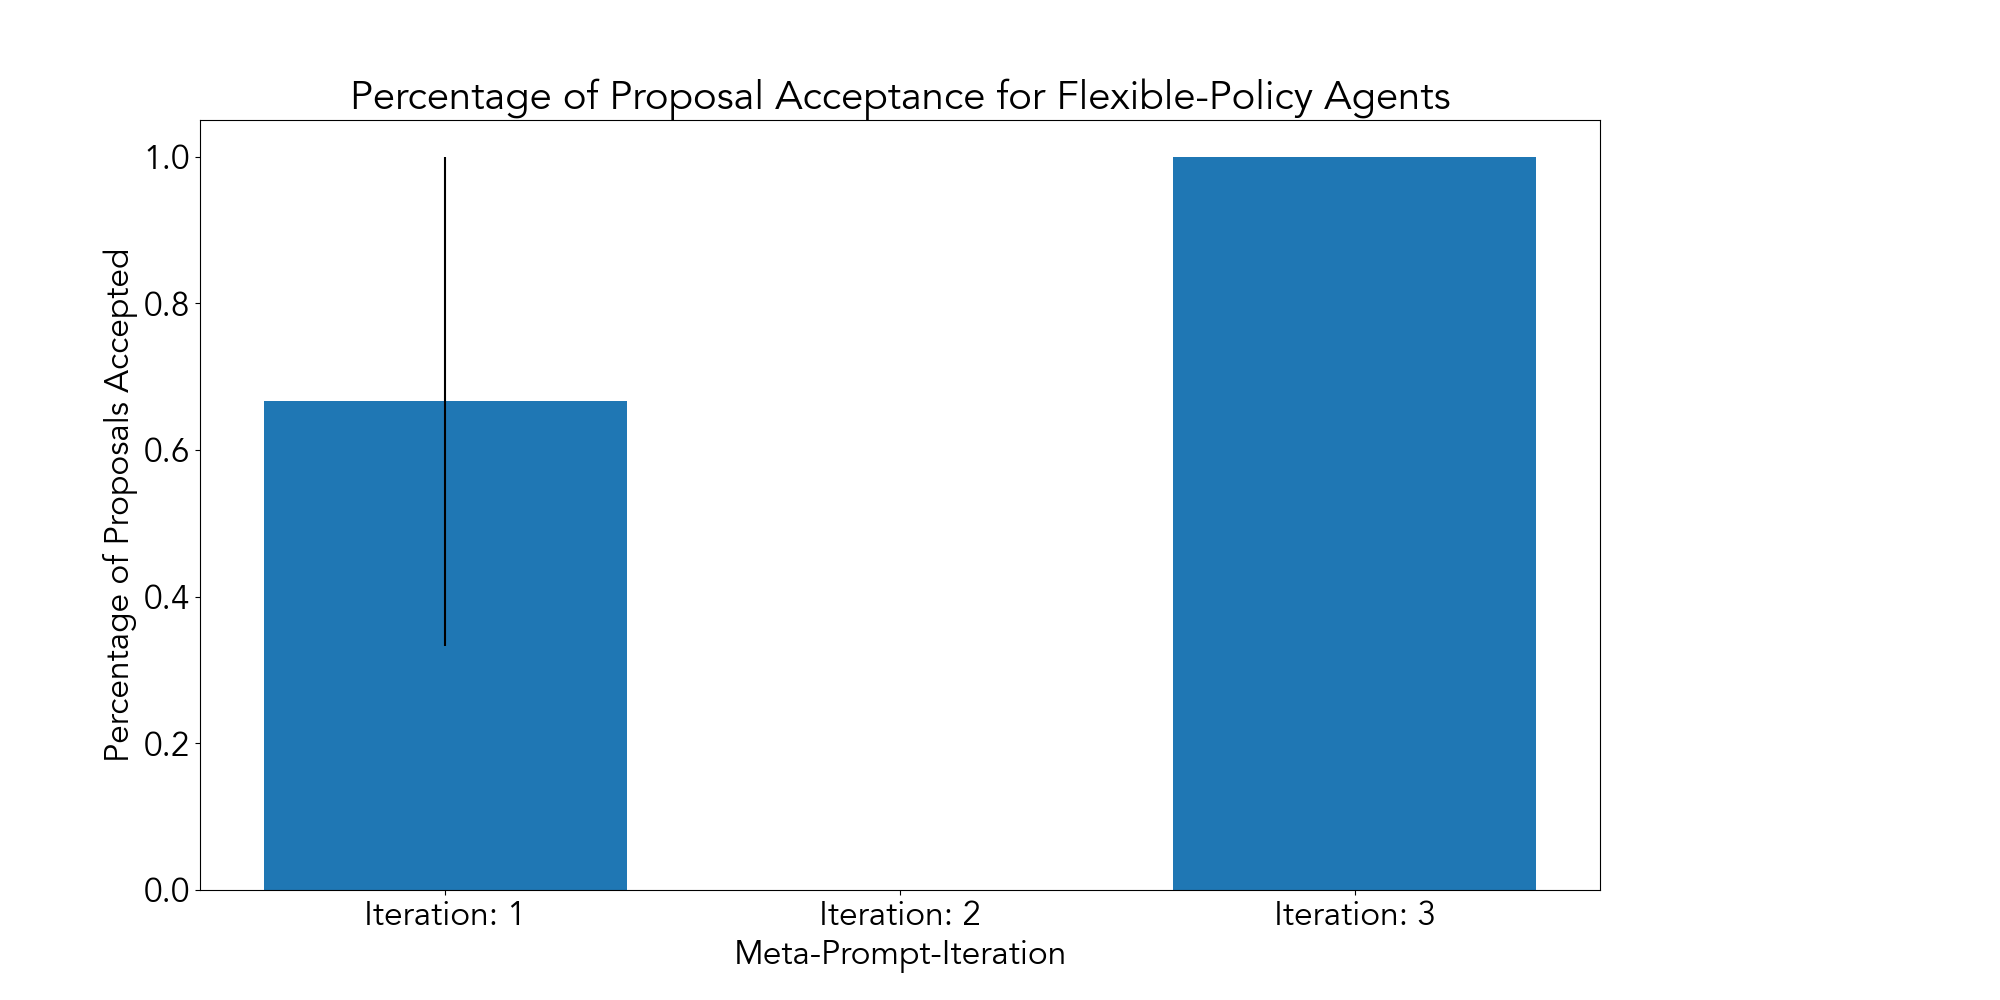 Percentage of Proposal Acceptance for Flexible-Policy Agents
Percentage of Proposals Accepted
1.0
0.8
0.6
0.4
0.2
0.0
Iteration: 1
Iteration: 2
Iteration: 3
Meta-Prompt-Iteration